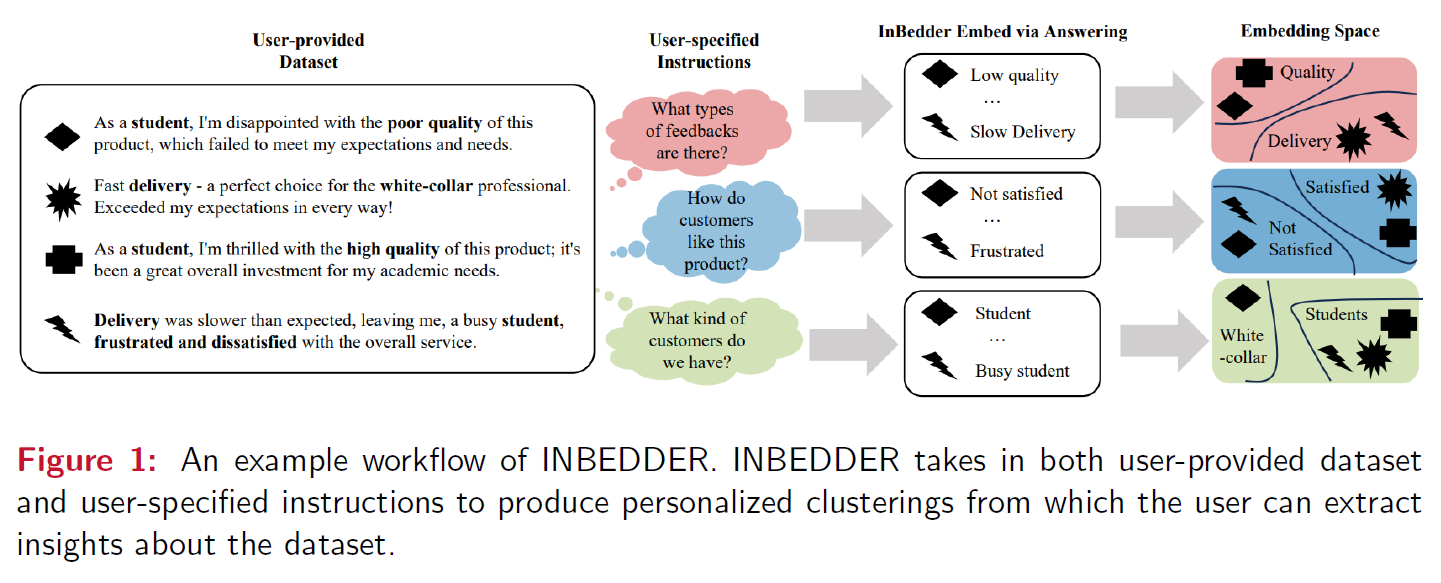 User-provided
Dataset
As a student, I'm disappointed with the poor quality of this
product, which failed to meet my expectations and needs.
Fast delivery - a perfect choice for the white-collar professional.
Exceeded my expectations in every way!
As a student, I'm thrilled with the high quality of this product; it's
been a great overall investment for my academic needs.
Delivery was slower than expected, leaving me, a busy student,
frustrated and dissatisfied with the overall service.
User-specified
Instructions
What types
of feedbacks
are there?
How do
customers
like this
product?
What kind of
customers do
we have?
InBedder Embed via Answering
Low quality
...
Slow Delivery
Not satisfied
...
Frustrated
Student
...
Busy student
Embedding Space
Quality
Delivery
Satisfied
Not
Satisfied
Students
White
-collar
Figure 1: An example workflow of INBEDDER. INBEDDER takes in both user-provided dataset
and user-specified instructions to produce personalized clusterings from which the user can extract
insights about the dataset.